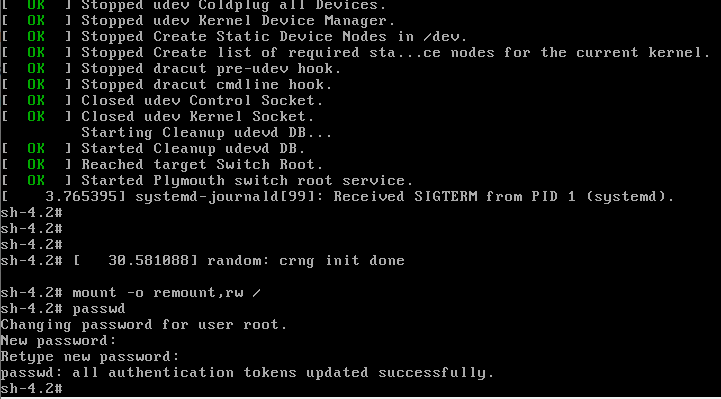 [  OK  ] Stopped udev Coldplug all Devices.
[  OK  ] Stopped udev Kernel Device Manager.
[  OK  ] Stopped Create Static Device Nodes in /dev.
[  OK  ] Stopped Create list of required sta...ce nodes for the current kernel.
[  OK  ] Stopped dracut pre-udev hook.
[  OK  ] Stopped dracut cmdline hook.
[  OK  ] Closed udev Control Socket.
[  OK  ] Closed udev Kernel Socket.
         Starting Cleanup udevd DB...
[  OK  ] Started Cleanup udevd DB.
[  OK  ] Reached target Switch Root.
[  OK  ] Started Plymouth switch root service.
[    3.765395] systemd-journald[99]: Received SIGTERM from PID 1 (systemd).
sh-4.2#
sh-4.2#
sh-4.2#
sh-4.2# [   30.581088] random: crng init done
sh-4.2# mount -o remount,rw /
sh-4.2# passwd
Changing password for user root.
New password:
Retype new password:
passwd: all authentication tokens updated successfully.
sh-4.2#